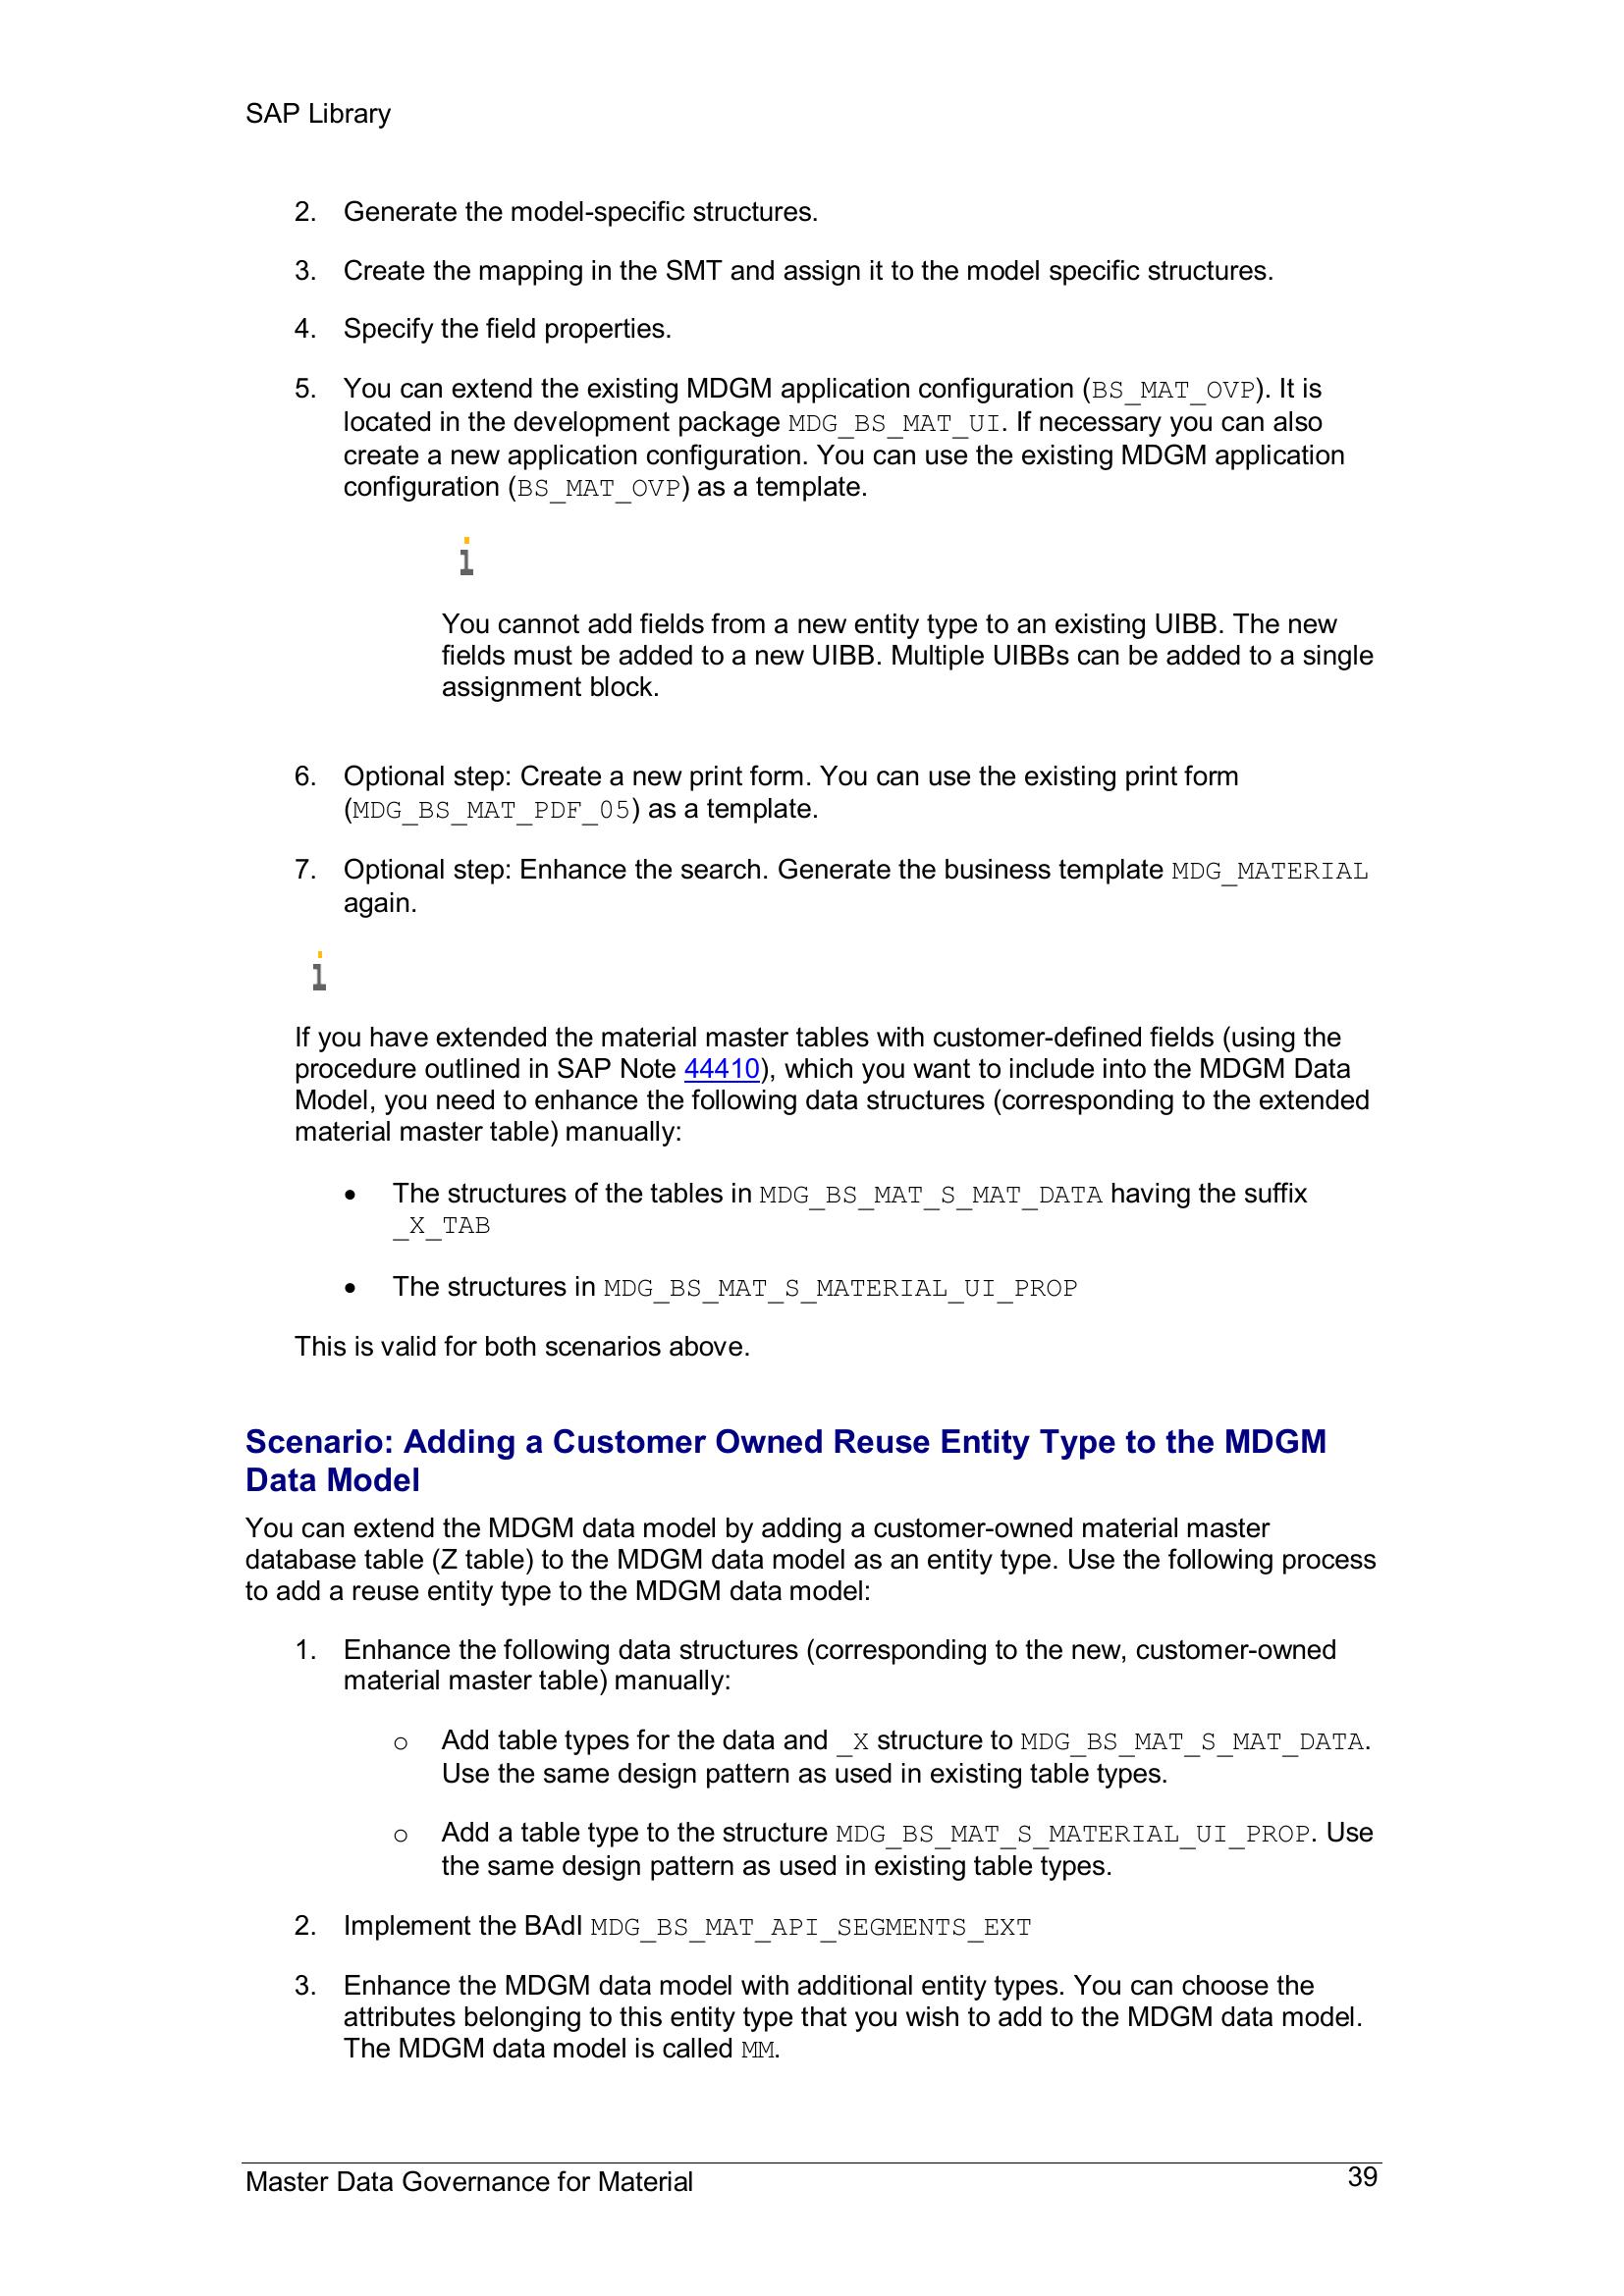 SAP Library
2. Generate the model-specific structures.
3. Create the mapping in the SMT and assign it to the model specific structures.
4. Specify the field properties.
5. You can extend the existing MDGM application configuration (BS_MAT_OVP). It is
located in the development package MDG_BS_MAT_UI. If necessary you can also
create a new application configuration. You can use the existing MDGM application
configuration (BS_MAT_OVP) as a template.
i
You cannot add fields from a new entity type to an existing UIBB. The new
fields must be added to a new UIBB. Multiple UIBBs can be added to a single
assignment block.
6. Optional step: Create a new print form. You can use the existing print form
(MDG_BS_MAT_PDF_05) as a template.
7. Optional step: Enhance the search. Generate the business template MDG_MATERIAL
again.
i
If you have extended the material master tables with customer-defined fields (using the
procedure outlined in SAP Note 44410), which you want to include into the MDGM Data
Model, you need to enhance the following data structures (corresponding to the extended
material master table) manually:
• The structures of the tables in MDG_BS_MAT_S_MAT_DATA having the suffix
_X_TAB
• The structures in MDG_BS_MAT_S_MATERIAL_UI_PROP
This is valid for both scenarios above.
Scenario: Adding a Customer Owned Reuse Entity Type to the MDGM
Data Model
You can extend the MDGM data model by adding a customer-owned material master
database table (Z table) to the MDGM data model as an entity type. Use the following process
to add a reuse entity type to the MDGM data model:
1. Enhance the following data structures (corresponding to the new, customer-owned
material master table) manually:
o Add table types for the data and _X structure to MDG_BS_MAT_S_MAT_DATA.
Use the same design pattern as used in existing table types.
o Add a table type to the structure MDG_BS_MAT_S_MATERIAL_UI_PROP. Use
the same design pattern as used in existing table types.
2. Implement the BAdI MDG_BS_MAT_API_SEGMENTS_EXT
3. Enhance the MDGM data model with additional entity types. You can choose the
attributes belonging to this entity type that you wish to add to the MDGM data model.
The MDGM data model is called MM.
Master Data Governance for Material 39